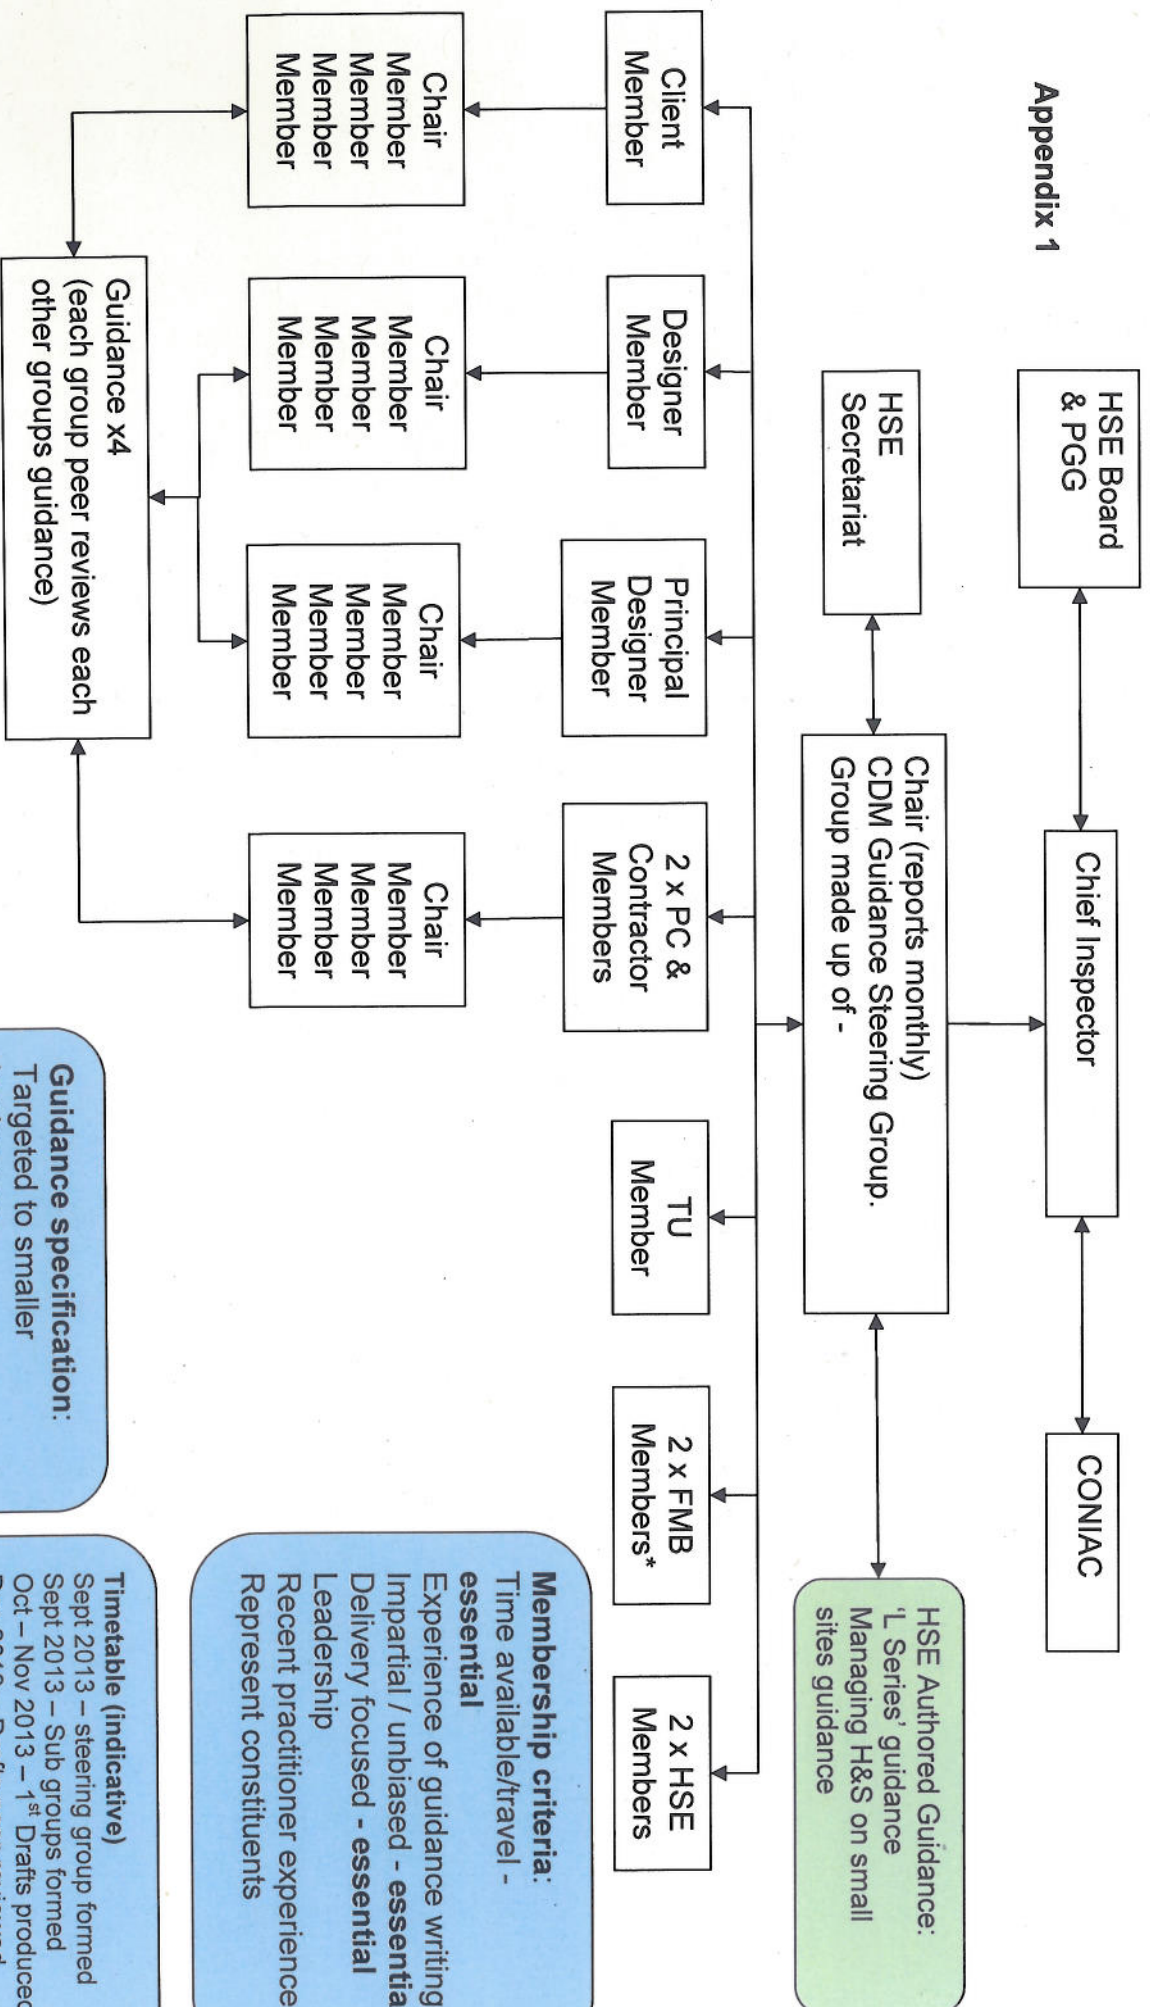 Appendix 1
HSE Board
& PGG
Chief Inspector
CONIAC
HSE
Secretariat
Chair (reports monthly)
CDM Guidance Steering Group.
Group made up of -
HSE Authored Guidance:
‘L Series’ guidance
Managing H&S on small
sites guidance
Client
Member
Designer
Member
Principal
Designer
Member
2 x PC &
Contractor
Members
TU
Member
2 x FMB
Members*
2 x HSE
Members
Chair
Member
Member
Member
Member
Chair
Member
Member
Member
Member
Chair
Member
Member
Member
Member
Chair
Member
Member
Member
Member
Guidance x4
(each group peer reviews each
other groups guidance)
Membership criteria:
Time available/travel -
essential
Experience of guidance writing
Impartial / unbiased - essentia
Delivery focused - essential
Leadership
Recent practitioner experience
Represent constituents
Guidance specification:
Targeted to smaller
Timetable (indicative)
Sept 2013 – steering group formed
Sept 2013 – Sub groups formed
Oct – Nov 2013 – 1st Drafts produced